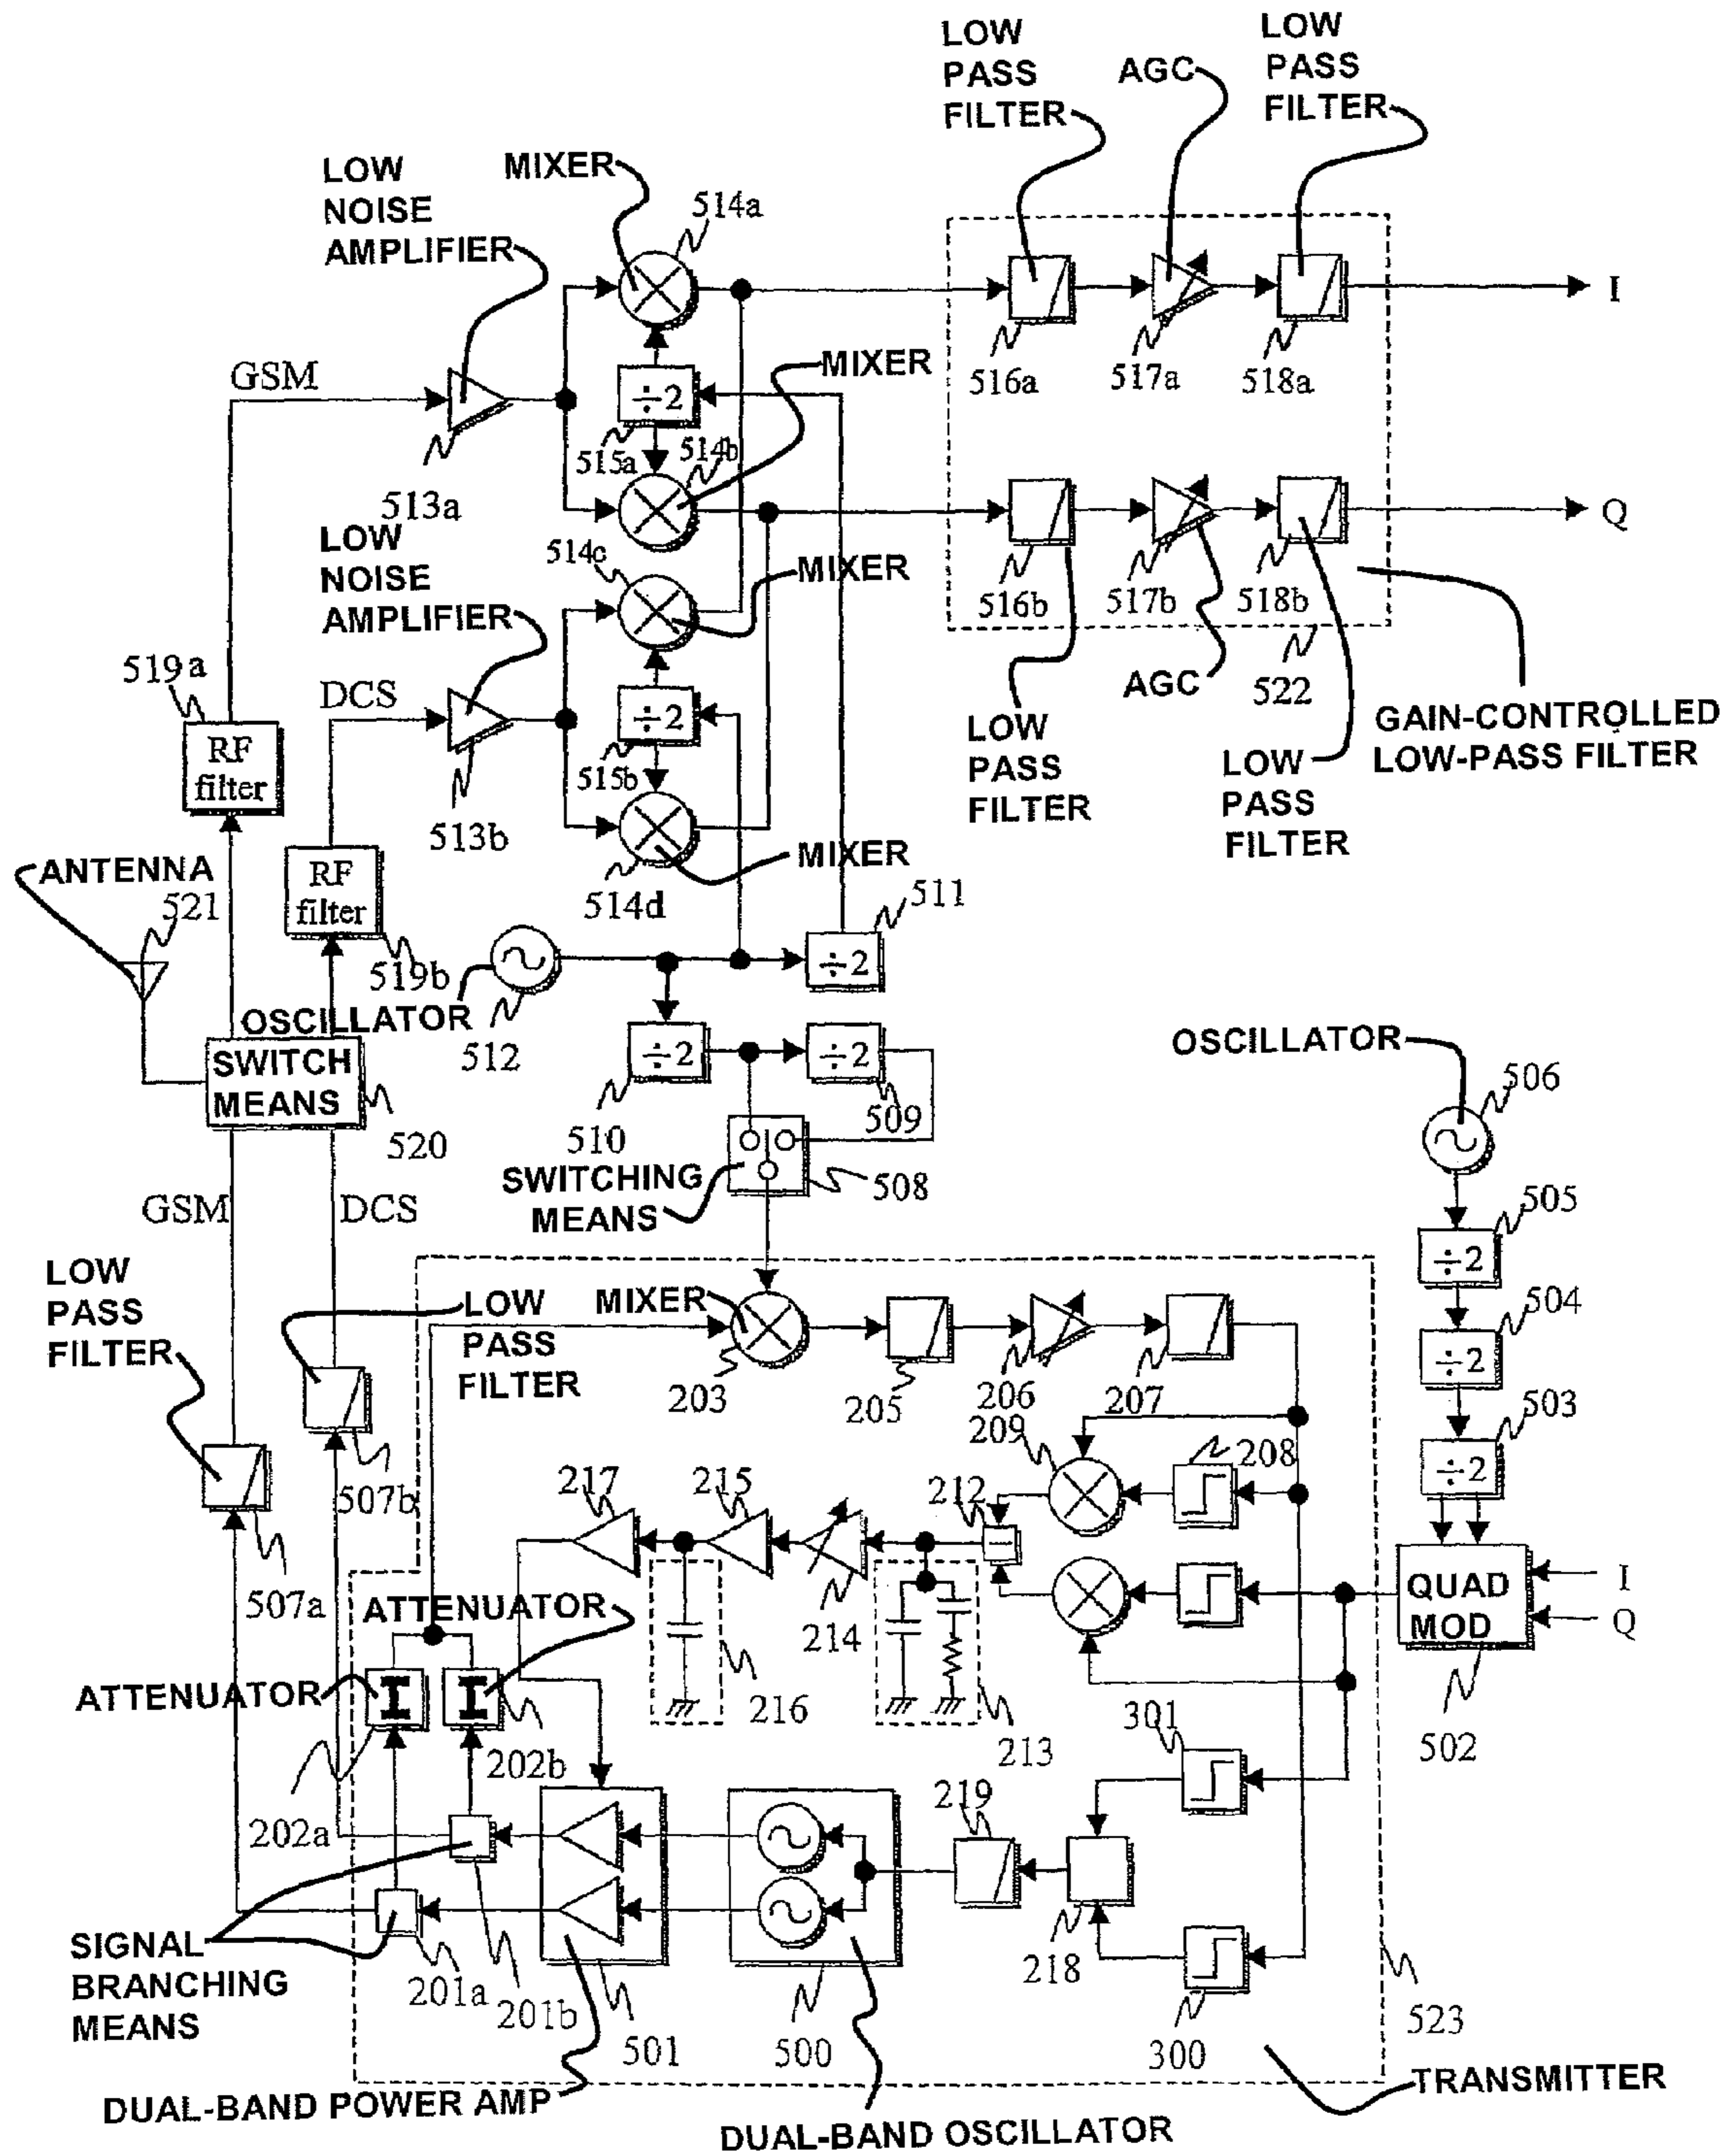 LOW
PASS
FILTER
AGC
LOW
PASS
FILTER
LOW
NOISE
AMPLIFIER
MIXER
514a
I
516a
517a
518a
GSM
÷2
MIXER
513a
515a
514b
Q
LOW
NOISE
AMPLIFIER
514c
MIXER
516b
517b
518b
519a
RF
filter
DCS
÷2
515b
513b
LOW
PASS
FILTER
AGC
522
LOW
PASS
FILTER
GAIN-CONTROLLED
LOW-PASS FILTER
ANTENNA
521
RF
filter
519b
MIXER
514d
511
÷2
OSCILLATOR
512
÷2
÷2
510
509
SWITCH
MEANS
520
SWITCHING
MEANS
508
OSCILLATOR
506
505
÷2
504
÷2
503
÷2
GSM
DCS
LOW
PASS
FILTER
LOW
PASS
FILTER
MIXER
203
205
206
207
209
208
507b
507a
217
215
212
214
216
213
QUAD
MOD
I
Q
502
ATTENUATOR
ATTENUATOR
202b
202a
301
219
218
300
SIGNAL
BRANCHING
MEANS
201a
201b
501
500
523
DUAL-BAND POWER AMP
DUAL-BAND OSCILLATOR
TRANSMITTER